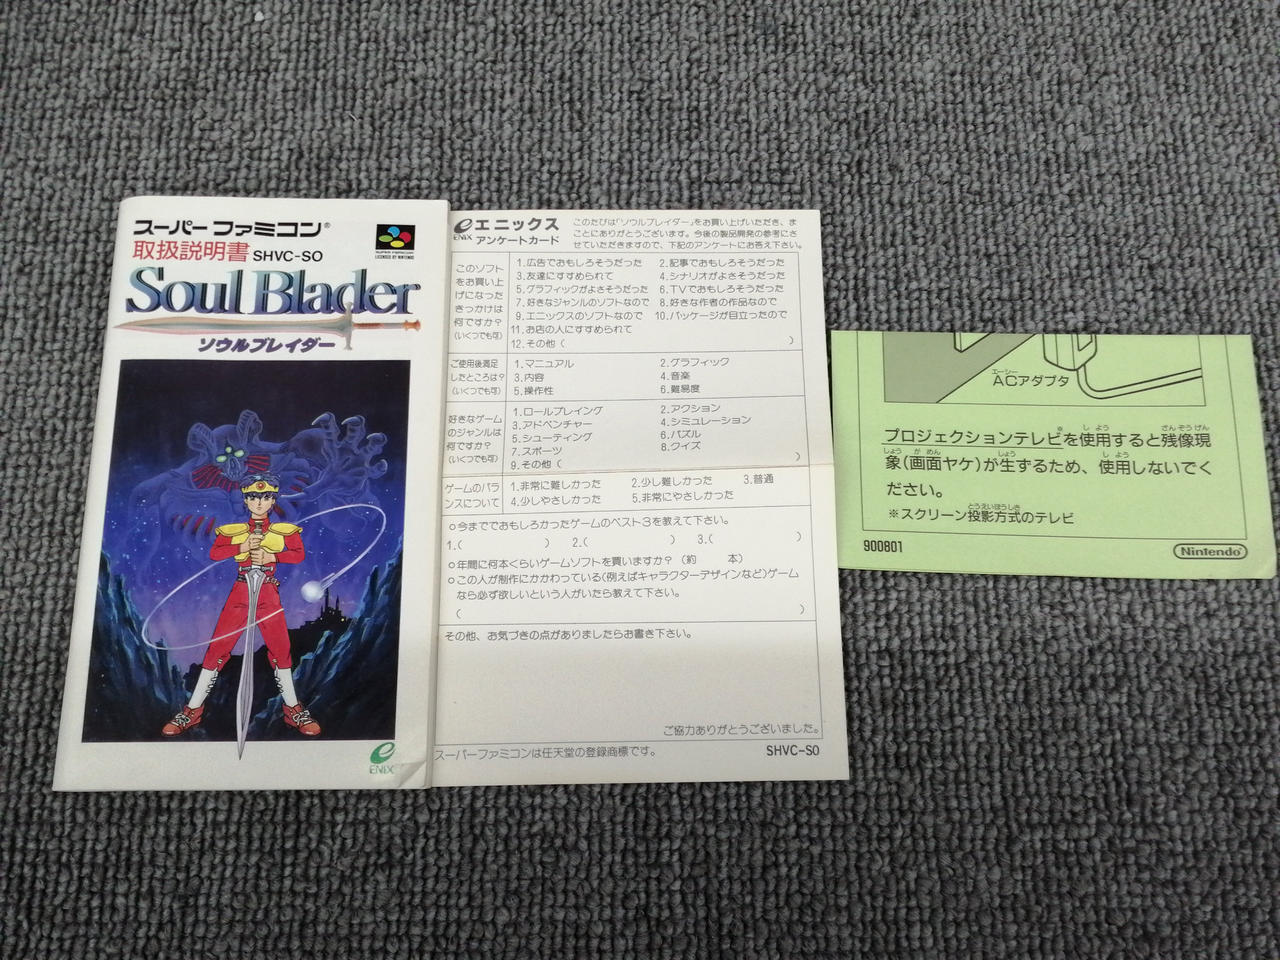 スーパーファミコン®
取扱説明書 SHVC-SO
SUPER FAMICOM
LICENSED BY NINTENDO
Soul Blader
ソウルブレイダー
ENIX
エニックス
ENIX アンケートカード
このたびは「ソウルブレイダー」をお買い上げいただき、ま
ことにありがとうございます。今後の製品開発の参考にさ
せていただきますので、下記のアンケートにお答え下さい。
このソフト
をお買い上
げになった
きっかけは
何ですか?
(いくつでも可)
1.広告でおもしろそうだった 2.記事でおもしろそうだった
3.友達にすすめられて 4.シナリオがよさそうだった
5.グラフィックがよさそうだった 6.TVでおもしろそうだった
7.好きなジャンルのソフトなので 8.好きな作者の作品なので
9.エニックスのソフトなので 10.パッケージが目立ったので
11.お店の人にすすめられて
12.その他( )
ご使用後満足
したところは?
(いくつでも可)
1.マニュアル 2.グラフィック
3.内容 4.音楽
5.操作性 6.難易度
好きなゲーム
のジャンルは
何ですか?
(いくつでも可)
1.ロールプレイング 2.アクション
3.アドベンチャー 4.シミュレーション
5.シューティング 6.パズル
7.スポーツ 8.クイズ
9.その他( )
ゲームのバラ
ンスについて
1.非常に難しかった 2.少し難しかった 3.普通
4.少しやさしかった 5.非常にやさしかった
○今まででおもしろかったゲームのベスト3を教えて下さい。
1.( ) 2.( ) 3.( )
○年間に何本くらいゲームソフトを買いますか?(約 本)
○この人が制作にかかわっている(例えばキャラクターデザインなど)ゲーム
なら必ず欲しいという人がいたら教えて下さい。
( )
その他、お気づきの点がありましたらお書き下さい。
ご協力ありがとうございました。
スーパーファミコンは任天堂の登録商標です。 SHVC-SO
エーシー
ACアダプタ
プロジェクションテレビ※を使用すると残像現
象(画面ヤケ)が生ずるため、使用しないでく
ださい。
※スクリーン投影方式のテレビ
900801
Nintendo